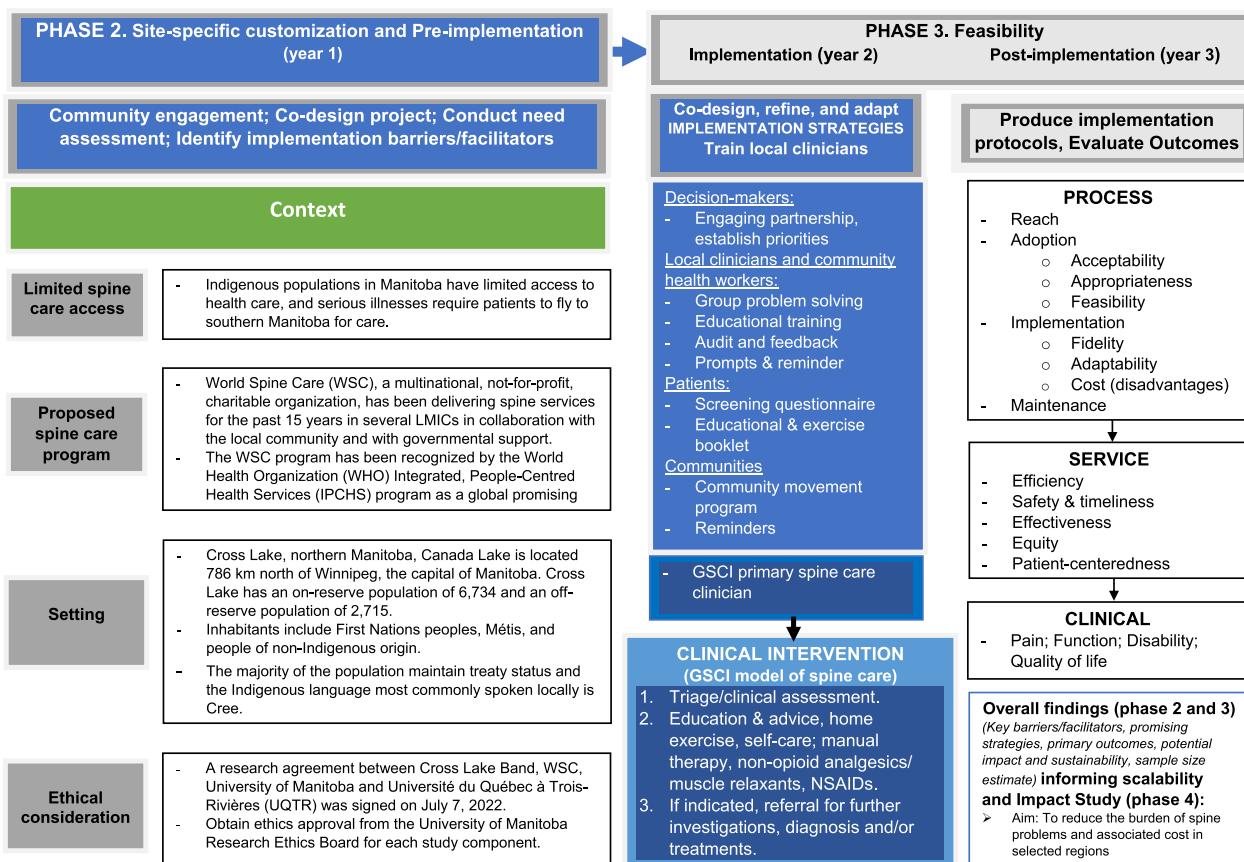 PHASE 2. Site-specific customization and Pre-implementation
(year 1)
PHASE 3. Feasibility
Implementation (year 2)
Post-implementation (year 3)
Community engagement; Co-design project; Conduct need
assessment; Identify implementation barriers/facilitators
Context
Limited spine
care access
- Indigenous populations in Manitoba have limited access to
health care, and serious illnesses require patients to fly to
southern Manitoba for care.
Proposed
spine care
program
- World Spine Care (WSC), a multinational, not-for-profit,
charitable organization, has been delivering spine services
for the past 15 years in several LMICs in collaboration with
the local community and with governmental support.
- The WSC program has been recognized by the World
Health Organization (WHO) Integrated, People-Centred
Health Services (IPCHS) program as a global promising
Setting
- Cross Lake, northern Manitoba, Canada Lake is located
786 km north of Winnipeg, the capital of Manitoba. Cross
Lake has an on-reserve population of 6,734 and an off-
reserve population of 2,715.
- Inhabitants include First Nations peoples, Métis, and
people of non-Indigenous origin.
- The majority of the population maintain treaty status and
the Indigenous language most commonly spoken locally is
Cree.
Ethical
consideration
- A research agreement between Cross Lake Band, WSC,
University of Manitoba and Université du Québec à Trois-
Rivières (UQTR) was signed on July 7, 2022.
- Obtain ethics approval from the University of Manitoba
Research Ethics Board for each study component.
Co-design, refine, and adapt
IMPLEMENTATION STRATEGIES
Train local clinicians
Decision-makers:
- Engaging partnership,
establish priorities
Local clinicians and community
health workers:
- Group problem solving
- Educational training
- Audit and feedback
- Prompts & reminder
Patients:
- Screening questionnaire
- Educational & exercise
booklet
Communities
- Community movement
program
- Reminders
- GSCI primary spine care
clinician
CLINICAL INTERVENTION
(GSCI model of spine care)
1. Triage/clinical assessment.
2. Education & advice, home
exercise, self-care; manual
therapy, non-opioid analgesics/
muscle relaxants, NSAIDs.
3. If indicated, referral for further
investigations, diagnosis and/or
treatments.
Produce implementation
protocols, Evaluate Outcomes
PROCESS
- Reach
- Adoption
o Acceptability
o Appropriateness
o Feasibility
- Implementation
o Fidelity
o Adaptability
o Cost (disadvantages)
- Maintenance
SERVICE
- Efficiency
- Safety & timeliness
- Effectiveness
- Equity
- Patient-centeredness
CLINICAL
- Pain; Function; Disability;
Quality of life
Overall findings (phase 2 and 3)
(Key barriers/facilitators, promising
strategies, primary outcomes, potential
impact and sustainability, sample size
estimate) informing scalability
and Impact Study (phase 4):
➢ Aim: To reduce the burden of spine
problems and associated cost in
selected regions